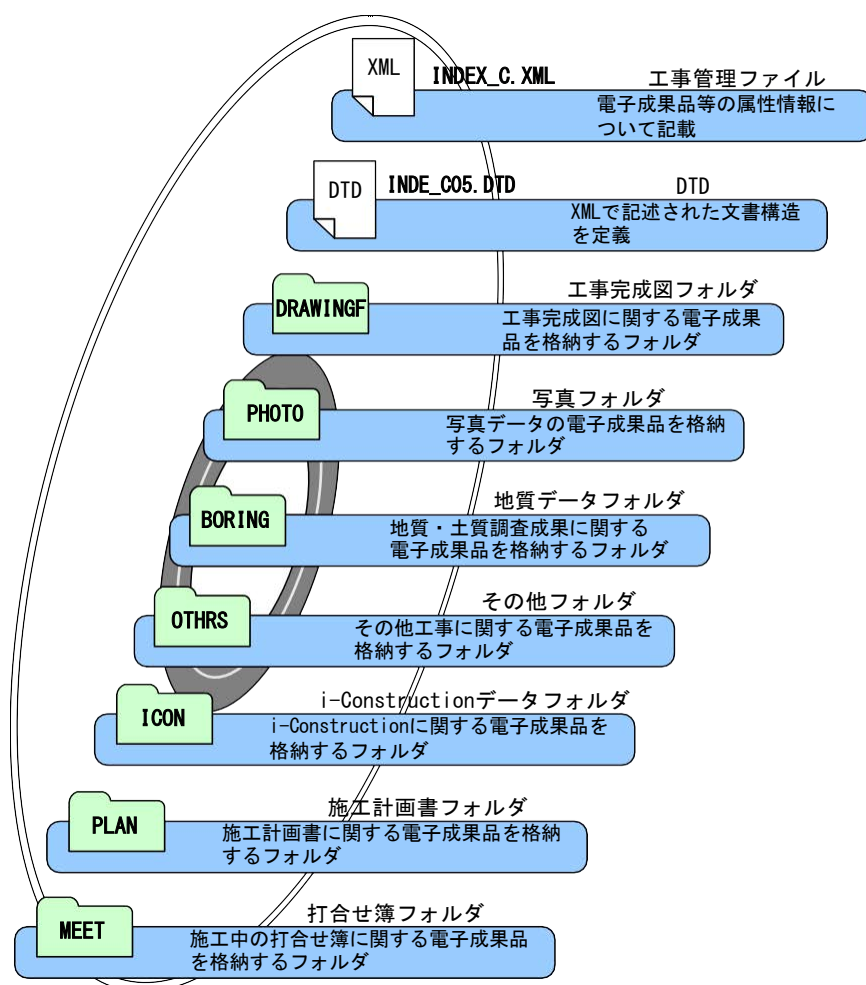 XML
INDEX_C.XML
工事管理ファイル
電子成果品等の属性情報に
ついて記載
DTD
INDE_C05.DTD
DTD
XMLで記述された文書構造
を定義
DRAWINGF
工事完成図フォルダ
工事完成図に関する電子成果
品を格納するフォルダ
PHOTO
写真フォルダ
写真データの電子成果品を格納
するフォルダ
BORING
地質データフォルダ
地質・土質調査成果に関する
電子成果品を格納するフォルダ
OTHRS
その他フォルダ
その他工事に関する電子成果品を
格納するフォルダ
ICON
i-Constructionデータフォルダ
i-Constructionに関する電子成果品を
格納するフォルダ
PLAN
施工計画書フォルダ
施工計画書に関する電子成果品を格納
するフォルダ
MEET
打合せ簿フォルダ
施工中の打合せ簿に関する電子成果品
を格納するフォルダ